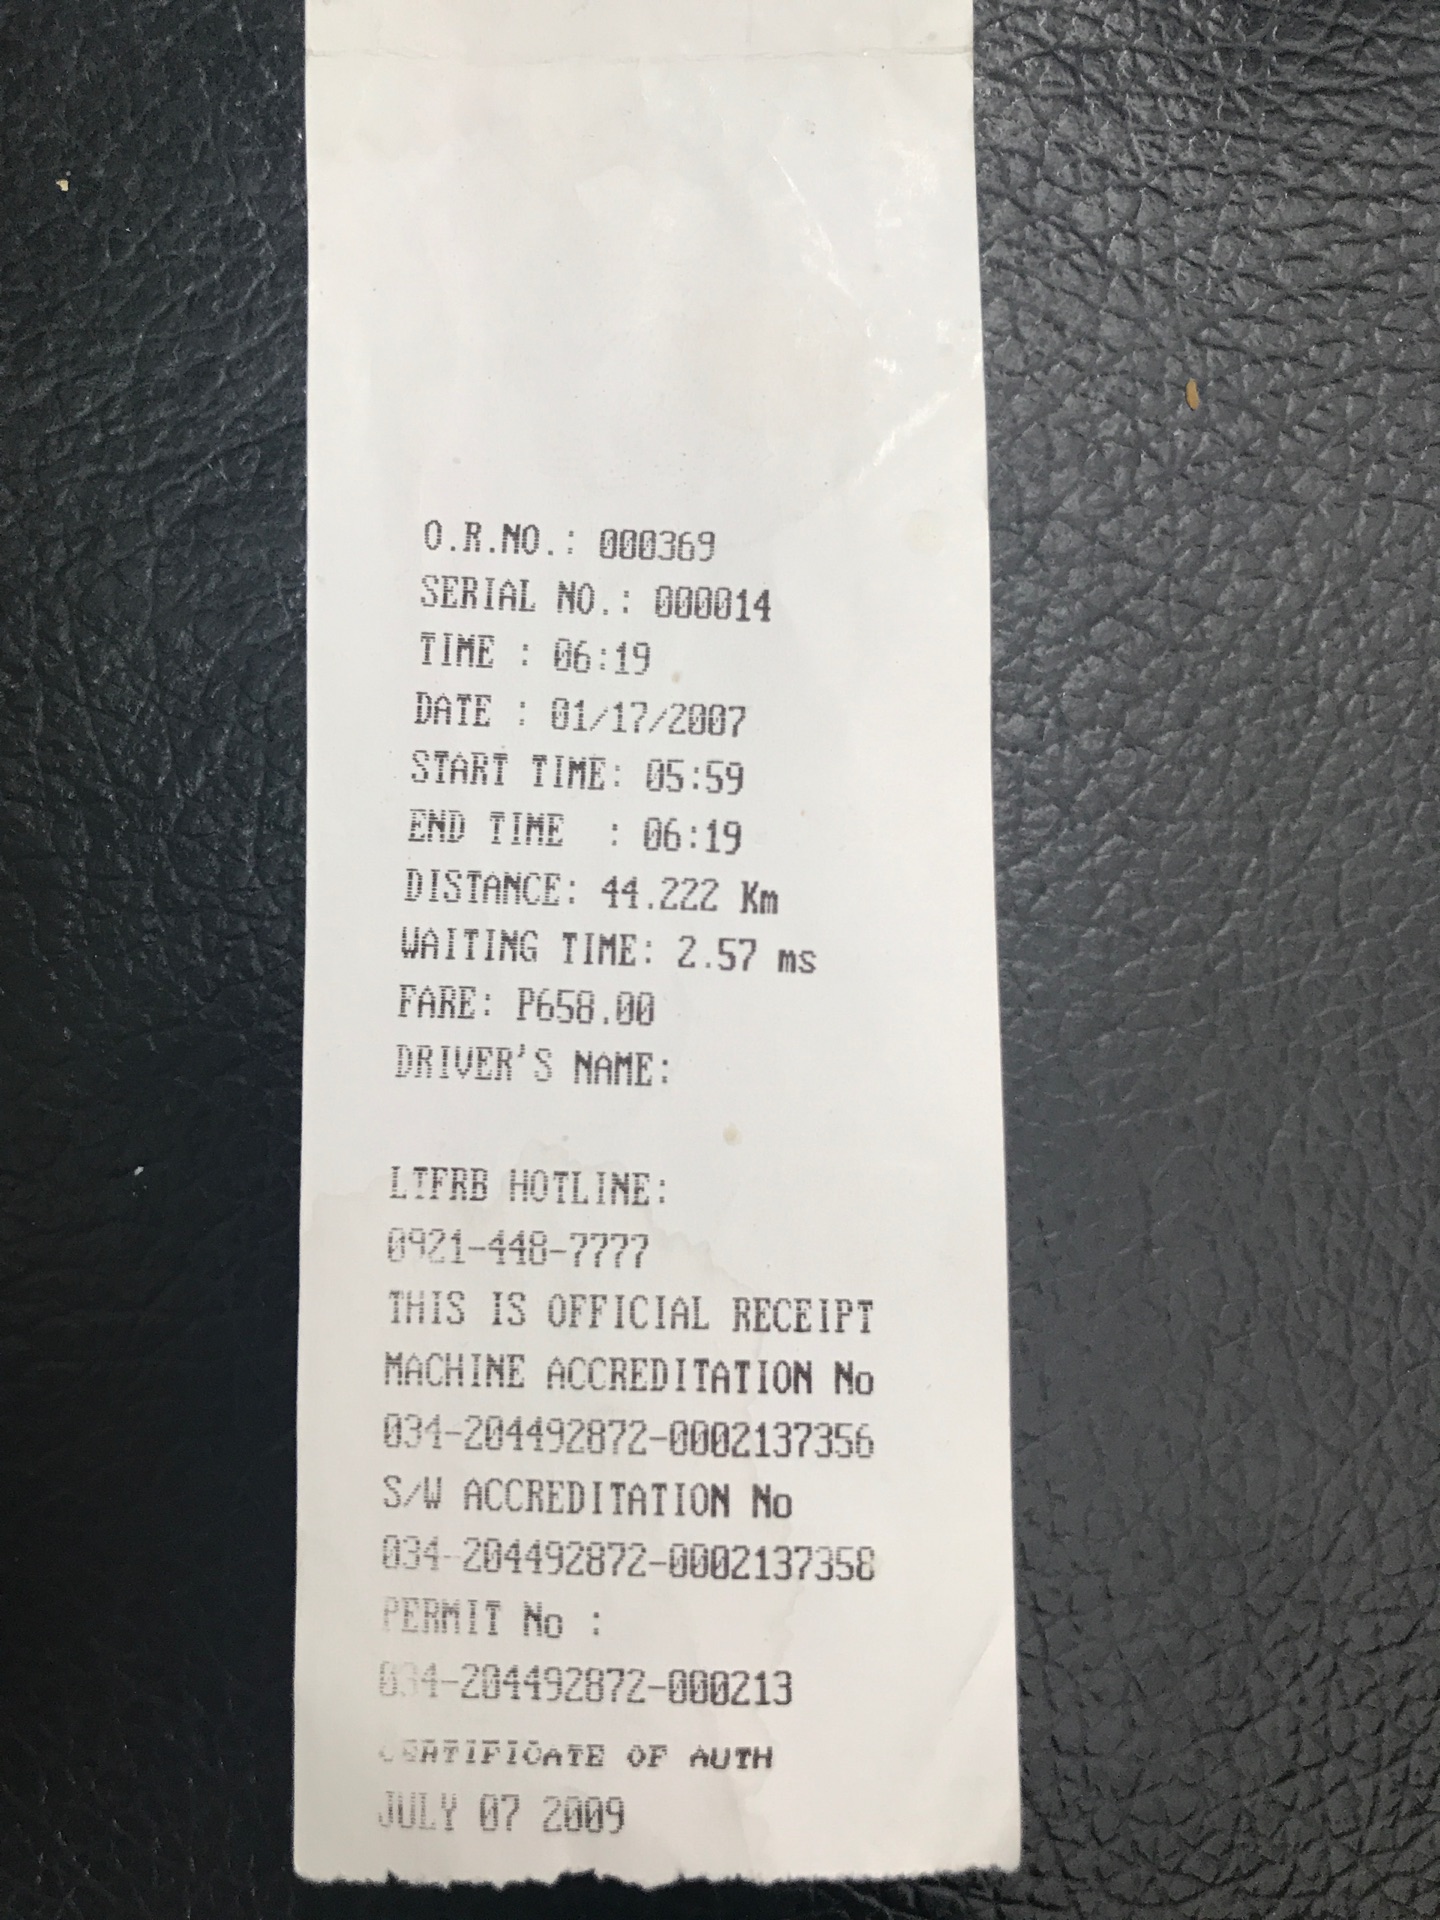 O.R.NO.: 000369
SERIAL NO.: 000014
TIME : 06:19
DATE : 01/17/2007
START TIME: 05:59
END TIME : 06:19
DISTANCE: 44.222 Km
WAITING TIME: 2.57 ms
FARE: P658.00
DRIVER'S NAME:
LTFRB HOTLINE:
0921-448-7777
THIS IS OFFICIAL RECEIPT
MACHINE ACCREDITATION No
034-204492872-0002137356
S/W ACCREDITATION No
034-204492872-0002137358
PERMIT No :
034-204492872-000213
CERTIFICATE OF AUTH
JULY 07 2009